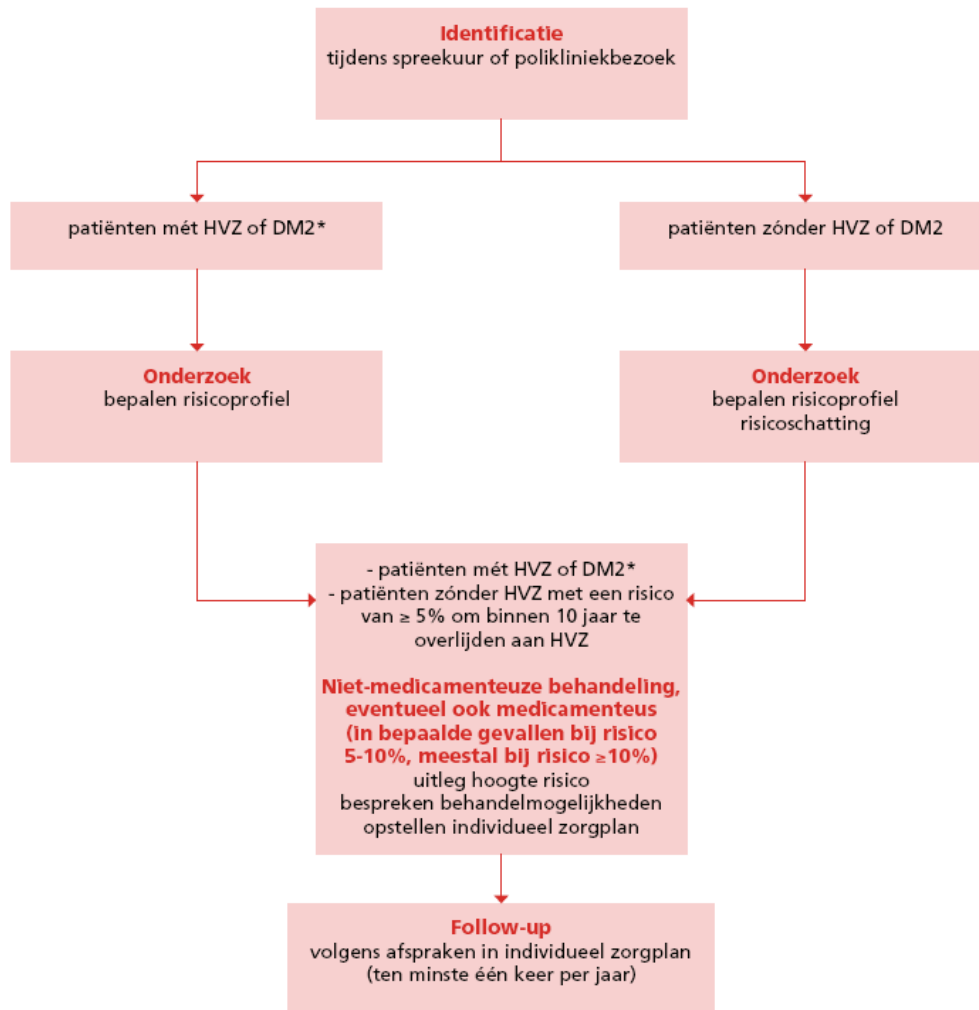 Identificatie
tijdens spreekuur of polikliniekbezoek
patiënten mét HVZ of DM2*
patiënten zónder HVZ of DM2
Onderzoek
bepalen risicoprofiel
Onderzoek
bepalen risicoprofiel
risicoschatting
- patiënten mét HVZ of DM2*
- patiënten zónder HVZ met een risico
van ≥ 5% om binnen 10 jaar te
overlijden aan HVZ
Niet-medicamenteuze behandeling,
eventueel ook medicamenteus
(in bepaalde gevallen bij risico
5-10%, meestal bij risico ≥10%)
uitleg hoogte risico
bespreken behandelmogelijkheden
opstellen individueel zorgplan
Follow-up
volgens afspraken in individueel zorgplan
(ten minste één keer per jaar)